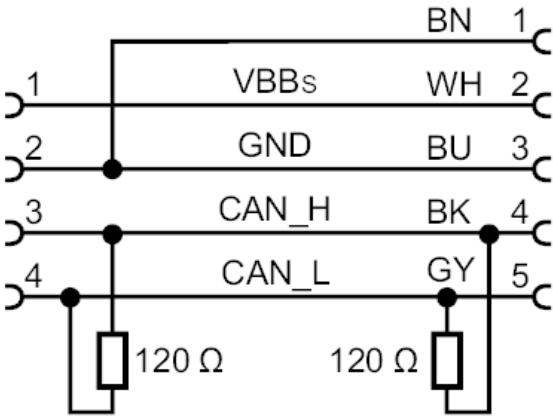 BN 1
1 VBBs WH 2
2 GND BU 3
3 CAN_H BK 4
4 CAN_L GY 5
120 Ω 120 Ω